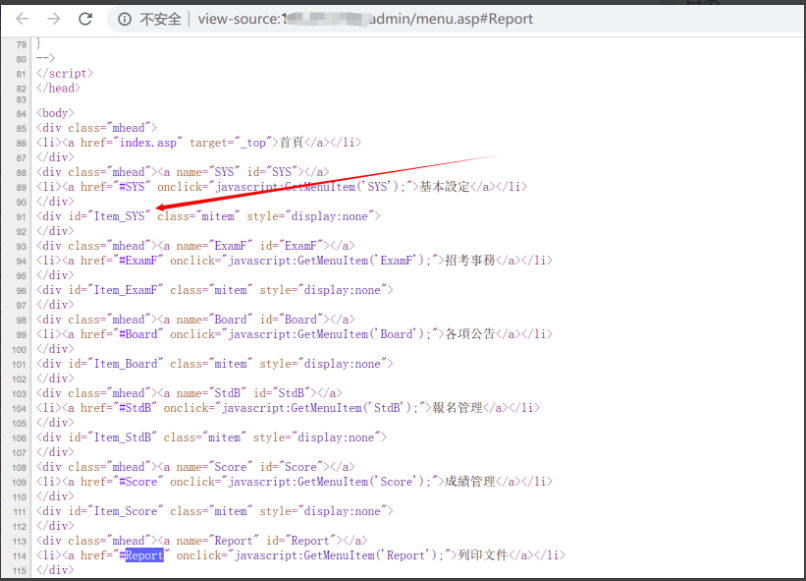 不安全 | view-source:1 admin/menu.asp#Report
79 }
80 -->
81 </script>
82 </head>
83
84 <body>
85 <div class="mhead">
86 <li><a href="index.asp" target="_top">首頁</a></li>
87 </div>
88 <div class="mhead"><a name="SYS" id="SYS"></a>
89 <li><a href="#SYS" onclick="javascript:GetMenuItem('SYS');">基本設定</a></li>
90 </div>
91 <div id="Item_SYS" class="mitem" style="display:none">
92 </div>
93 <div class="mhead"><a name="ExamF" id="ExamF"></a>
94 <li><a href="#ExamF" onclick="javascript:GetMenuItem('ExamF');">招考事務</a></li>
95 </div>
96 <div id="Item_ExamF" class="mitem" style="display:none">
97 </div>
98 <div class="mhead"><a name="Board" id="Board"></a>
99 <li><a href="#Board" onclick="javascript:GetMenuItem('Board');">各項公告</a></li>
100 </div>
101 <div id="Item_Board" class="mitem" style="display:none">
102 </div>
103 <div class="mhead"><a name="StdB" id="StdB"></a>
104 <li><a href="#StdB" onclick="javascript:GetMenuItem('StdB');">報名管理</a></li>
105 </div>
106 <div id="Item_StdB" class="mitem" style="display:none">
107 </div>
108 <div class="mhead"><a name="Score" id="Score"></a>
109 <li><a href="#Score" onclick="javascript:GetMenuItem('Score');">成績管理</a></li>
110 </div>
111 <div id="Item_Score" class="mitem" style="display:none">
112 </div>
113 <div class="mhead"><a name="Report" id="Report"></a>
114 <li><a href="#Report" onclick="javascript:GetMenuItem('Report');">列印文件</a></li>
115 </div>